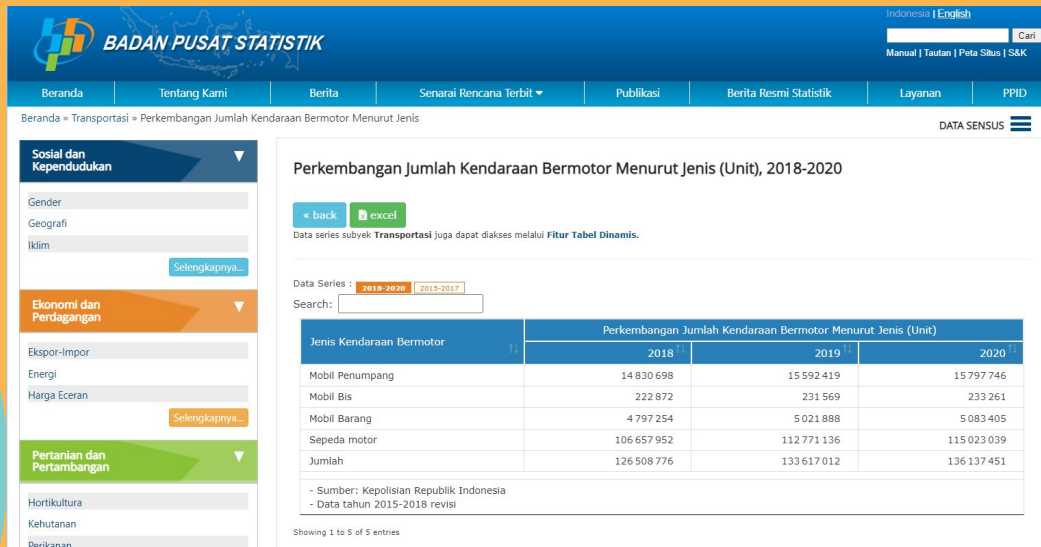 Indonesia | English
BADAN PUSAT STATISTIK
Cari
Manual | Tautan | Peta Situs | S&K
Beranda Tentang Kami Berita Senarai Rencana Terbit Publikasi Berita Resmi Statistik Layanan PPID
Beranda » Transportasi » Perkembangan Jumlah Kendaraan Bermotor Menurut Jenis
DATA SENSUS
Sosial dan
Kependudukan
Gender
Geografi
Iklim
Selengkapnya...
Ekonomi dan
Perdagangan
Ekspor-Impor
Energi
Harga Eceran
Selengkapnya...
Pertanian dan
Pertambangan
Hortikultura
Kehutanan
Perikanan
Perkembangan Jumlah Kendaraan Bermotor Menurut Jenis (Unit), 2018-2020
« back excel
Data series subyek Transportasi juga dapat diakses melalui Fitur Tabel Dinamis.
Data Series : 2018-2020 2015-2017
Search:
Jenis Kendaraan Bermotor Perkembangan Jumlah Kendaraan Bermotor Menurut Jenis (Unit)
2018 2019 2020
Mobil Penumpang 14 830 698 15 592 419 15 797 746
Mobil Bis 222 872 231 569 233 261
Mobil Barang 4 797 254 5 021 888 5 083 405
Sepeda motor 106 657 952 112 771 136 115 023 039
Jumlah 126 508 776 133 617 012 136 137 451
- Sumber: Kepolisian Republik Indonesia
- Data tahun 2015-2018 revisi
Showing 1 to 5 of 5 entries